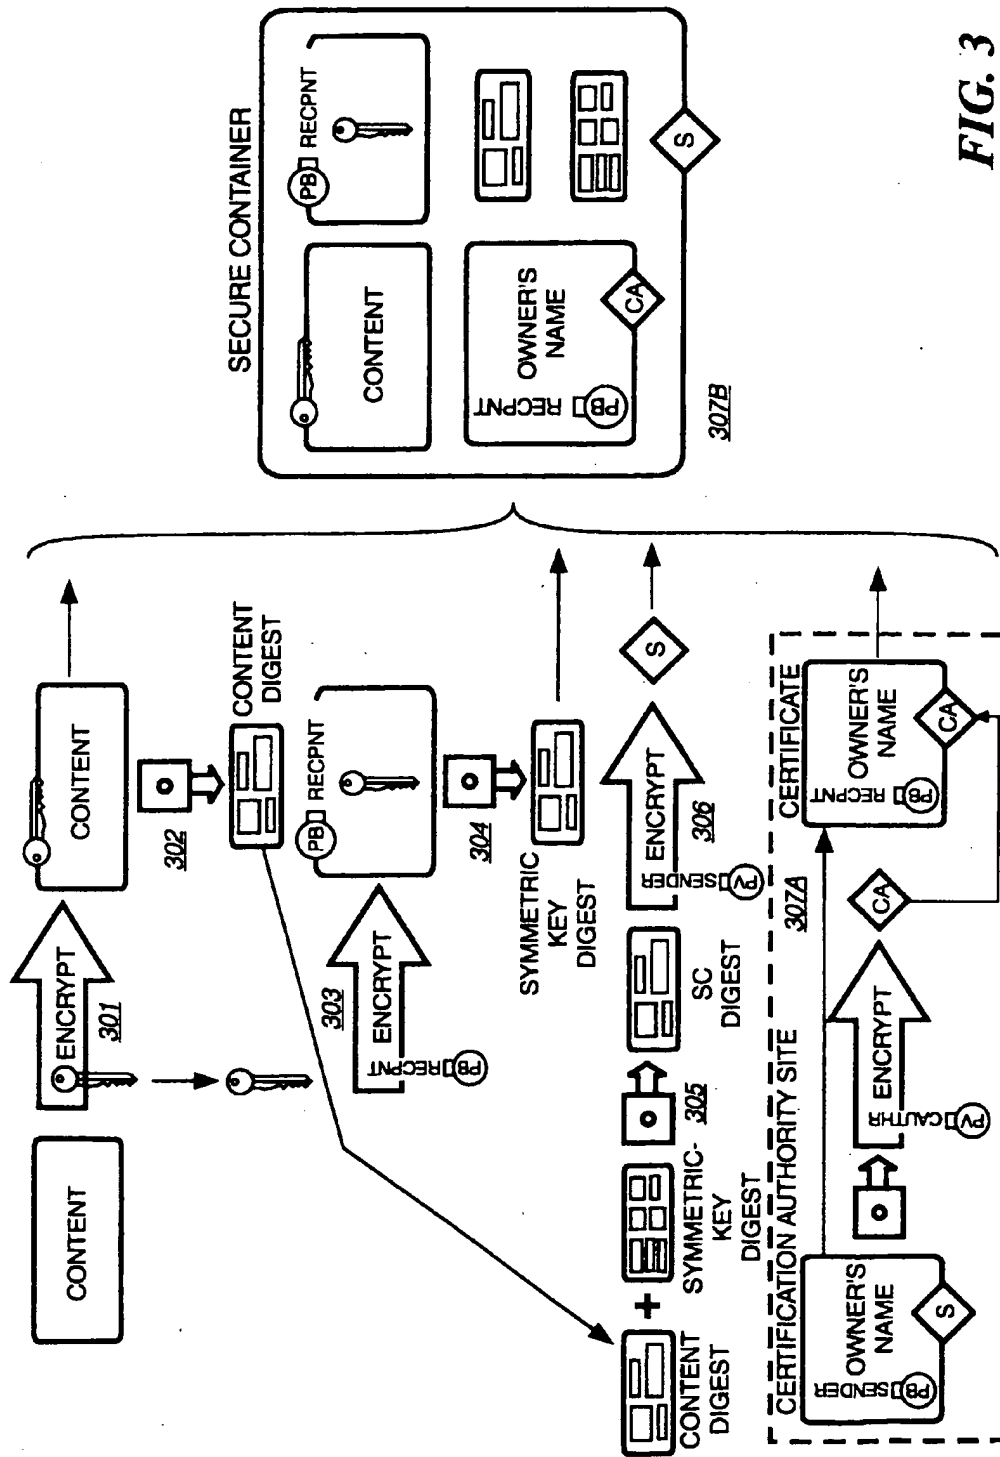 CONTENT
ENCRYPT
301
CONTENT
302
CONTENT
DIGEST
303
ENCRYPT
PB RECPNT
PB RECPNT
304
SYMMETRIC
KEY
DIGEST
CONTENT
DIGEST
+
SYMMETRIC-
KEY
DIGEST
305
SC
DIGEST
ENCRYPT
PV SENDER
306
S
CERTIFICATION AUTHORITY SITE
307A
PB SENDER
OWNER'S
NAME
S
ENCRYPT
PV CAUTHR
CA
CERTIFICATE
PB RECPNT
OWNER'S
NAME
CA
SECURE CONTAINER
CONTENT
PB RECPNT
PB RECPNT
OWNER'S
NAME
CA
S
307B
FIG. 3